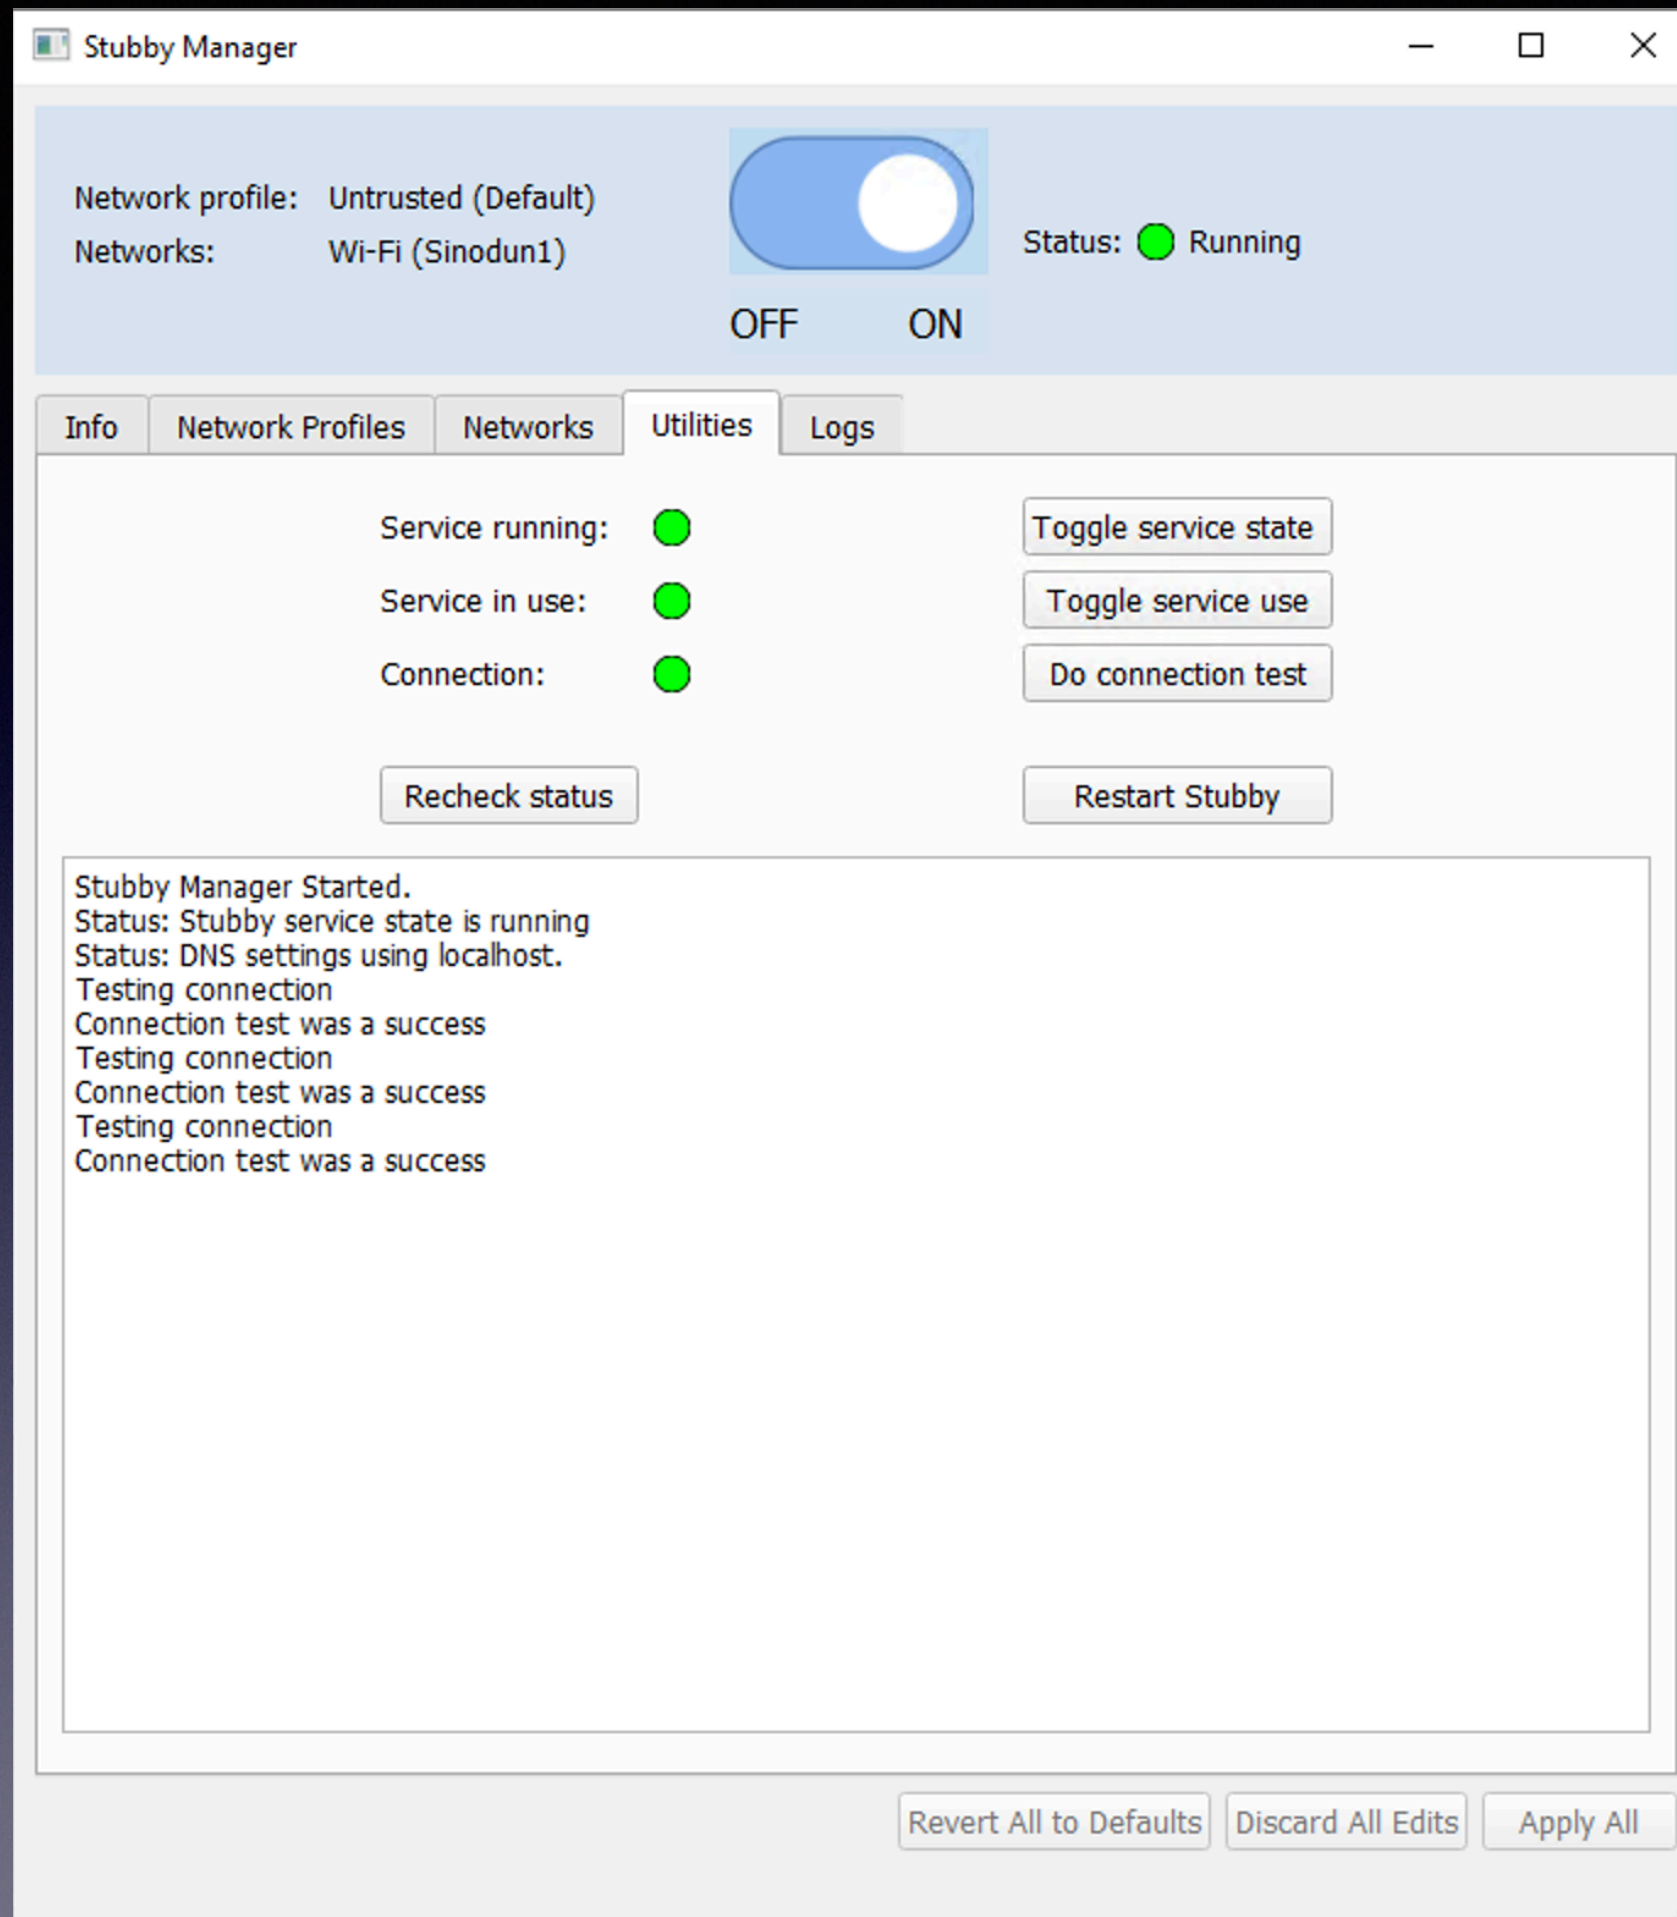 Stubby Manager
Network profile: Untrusted (Default)
Networks: Wi-Fi (Sinodun1)
Status: Running
OFF ON
Info Network Profiles Networks Utilities Logs
Service running: Toggle service state
Service in use: Toggle service use
Connection: Do connection test
Recheck status Restart Stubby
Stubby Manager Started.
Status: Stubby service state is running
Status: DNS settings using localhost.
Testing connection
Connection test was a success
Testing connection
Connection test was a success
Testing connection
Connection test was a success
Revert All to Defaults Discard All Edits Apply All